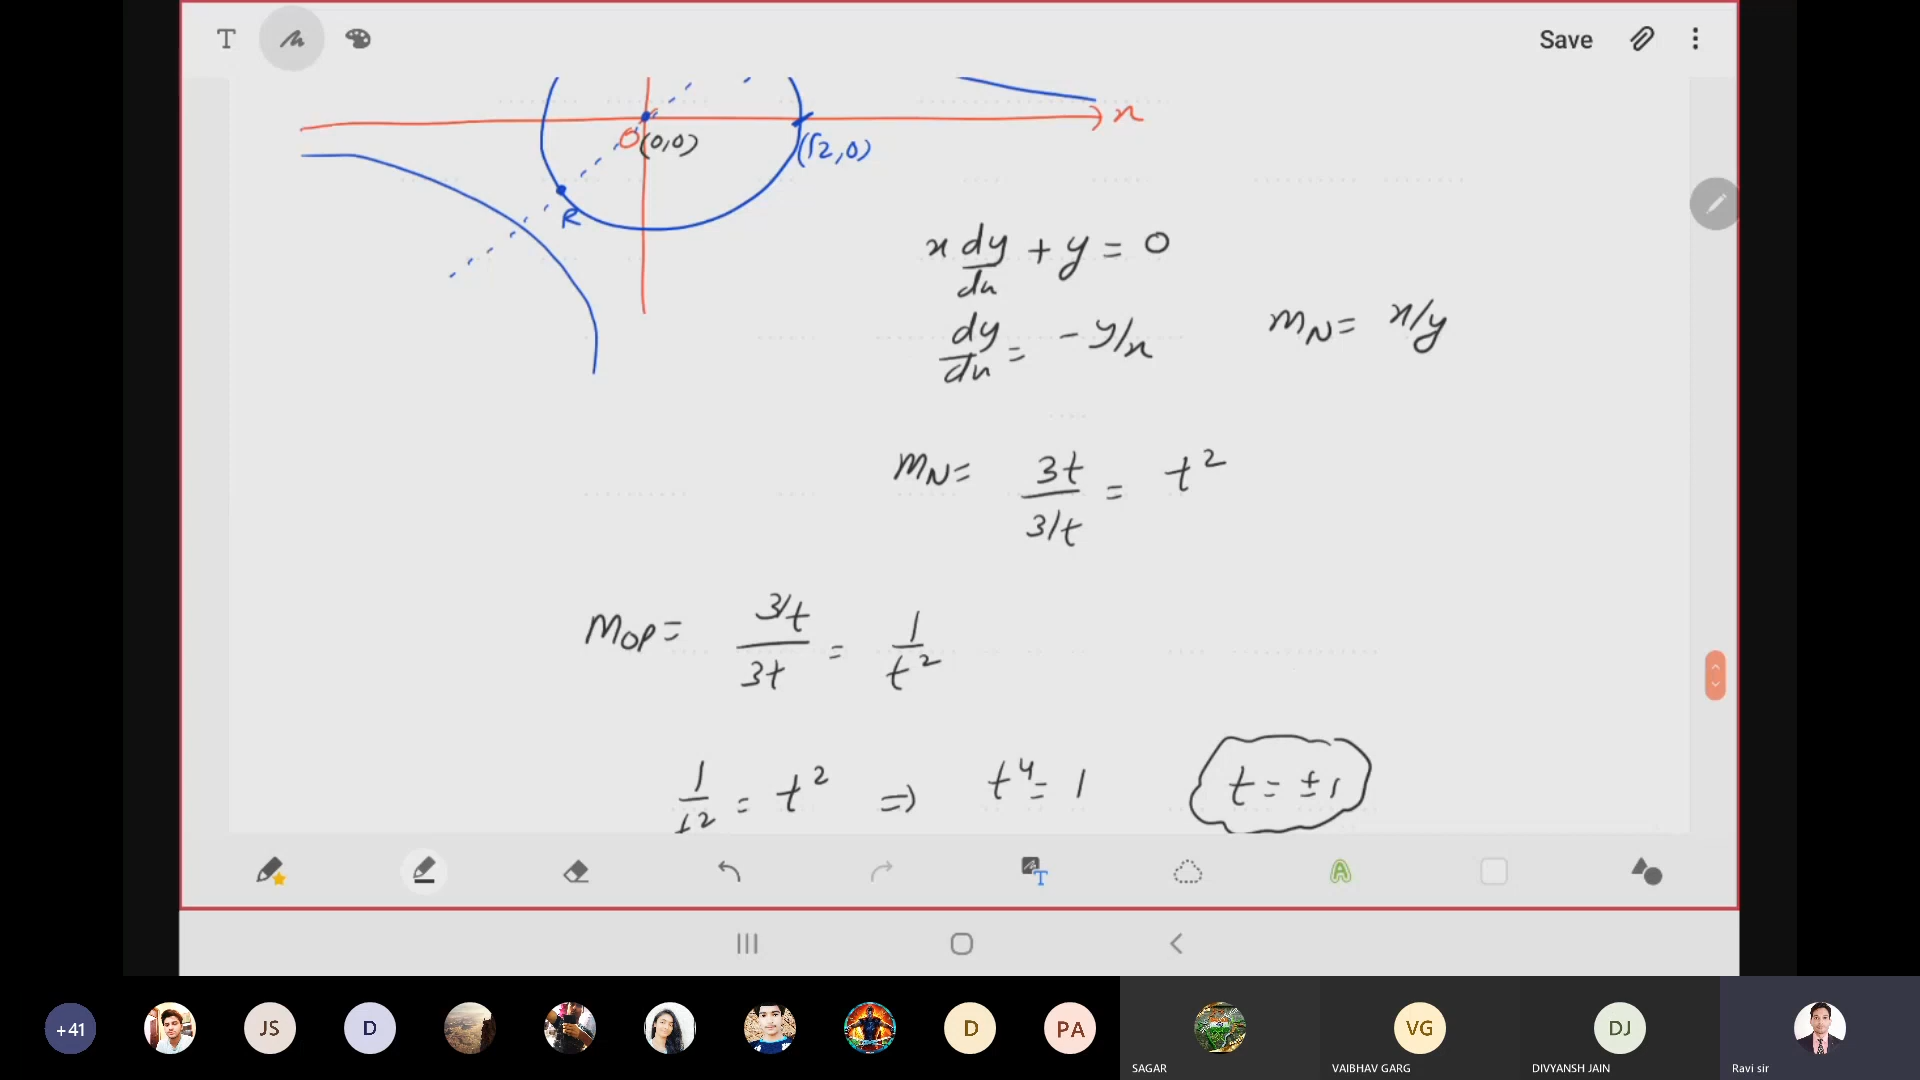 T
Save
x
O(0,0)
(√2,0)
R
x dy/dx + y = 0
dy/dx = - y/x
m_N = x/y
m_N = 3t / 3/t = t²
m_OP = 3/t / 3t = 1/t²
1/t² = t² ⇒ t⁴ = 1
t = ±1
T
A
+41
JS
D
D
PA
SAGAR
VG
VAIBHAV GARG
DJ
DIVYANSH JAIN
Ravi sir